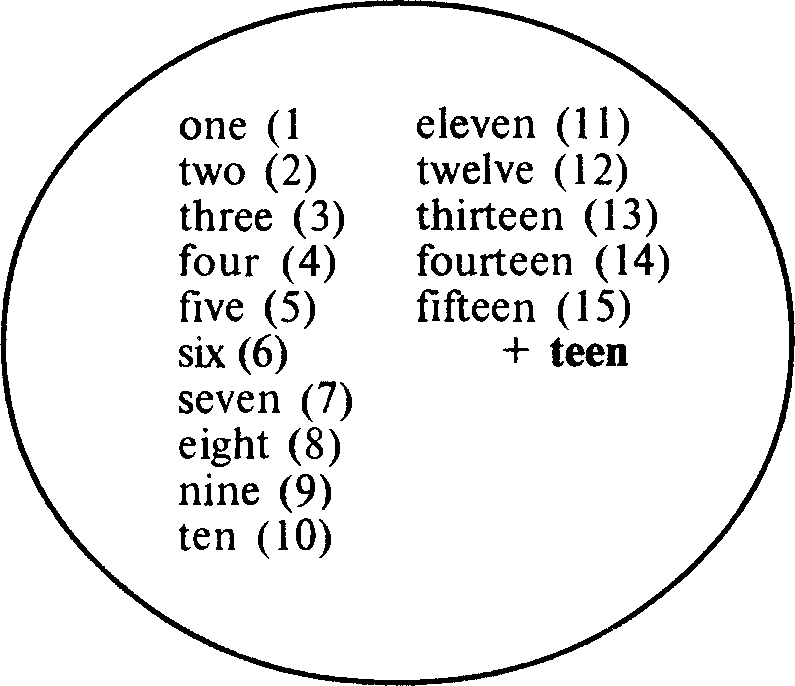 one (1
two (2)
three (3)
four (4)
five (5)
six (6)
seven (7)
eight (8)
nine (9)
ten (10)
eleven (11)
twelve (12)
thirteen (13)
fourteen (14)
fifteen (15)
+ teen